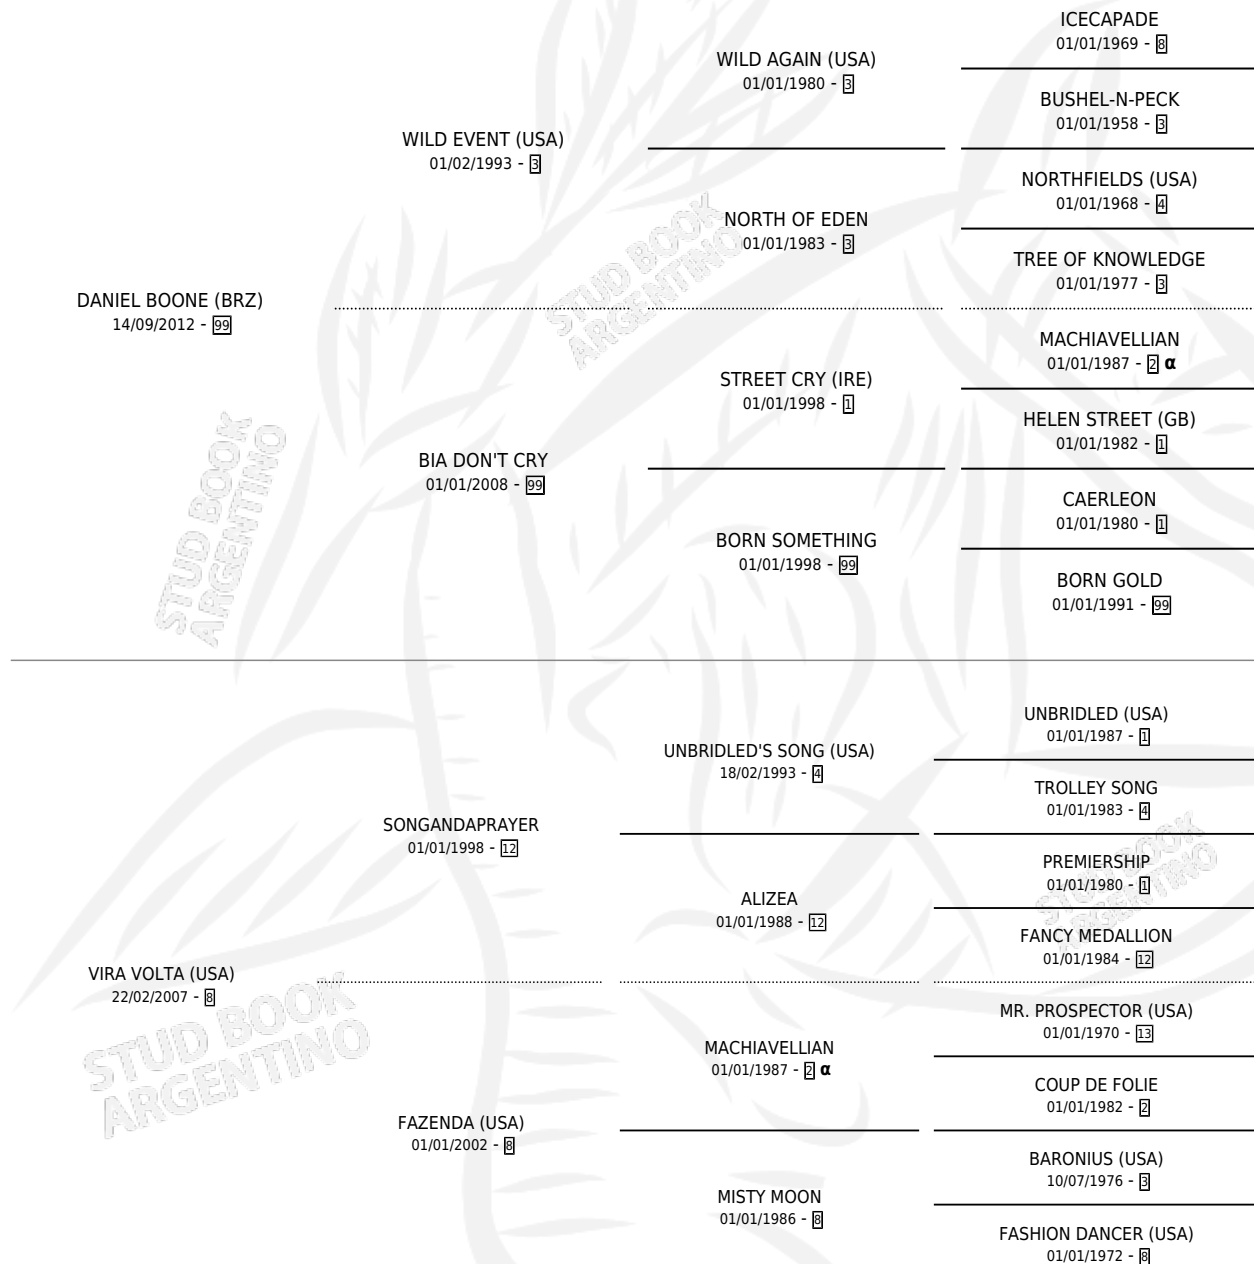 ICECAPADE
01/01/1969 - 8
WILD AGAIN (USA)
01/01/1980 - 3
BUSHEL-N-PECK
01/01/1958 - 3
WILD EVENT (USA)
01/02/1993 - 3
NORTHFIELDS (USA)
01/01/1968 - 4
NORTH OF EDEN
01/01/1983 - 3
TREE OF KNOWLEDGE
01/01/1977 - 3
DANIEL BOONE (BRZ)
14/09/2012 - 99
MACHIAVELLIAN
01/01/1987 - 2 α
STREET CRY (IRE)
01/01/1998 - 1
HELEN STREET (GB)
01/01/1982 - 1
BIA DON'T CRY
01/01/2008 - 99
CAERLEON
01/01/1980 - 1
BORN SOMETHING
01/01/1998 - 99
BORN GOLD
01/01/1991 - 99
STUD BOOK
ARGENTINO
STUD BOOK
ARGENTINO
UNBRIDLED (USA)
01/01/1987 - 1
UNBRIDLED'S SONG (USA)
18/02/1993 - 4
TROLLEY SONG
01/01/1983 - 4
SONGANDAPRAYER
01/01/1998 - 12
PREMIERSHIP
01/01/1980 - 1
ALIZEA
01/01/1988 - 12
FANCY MEDALLION
01/01/1984 - 12
VIRA VOLTA (USA)
22/02/2007 - 8
MR. PROSPECTOR (USA)
01/01/1970 - 13
MACHIAVELLIAN
01/01/1987 - 2 α
COUP DE FOLIE
01/01/1982 - 2
FAZENDA (USA)
01/01/2002 - 8
BARONIUS (USA)
10/07/1976 - 3
MISTY MOON
01/01/1986 - 8
FASHION DANCER (USA)
01/01/1972 - 8
STUD BOOK
ARGENTINO
STUD BOOK
ARGENTINO